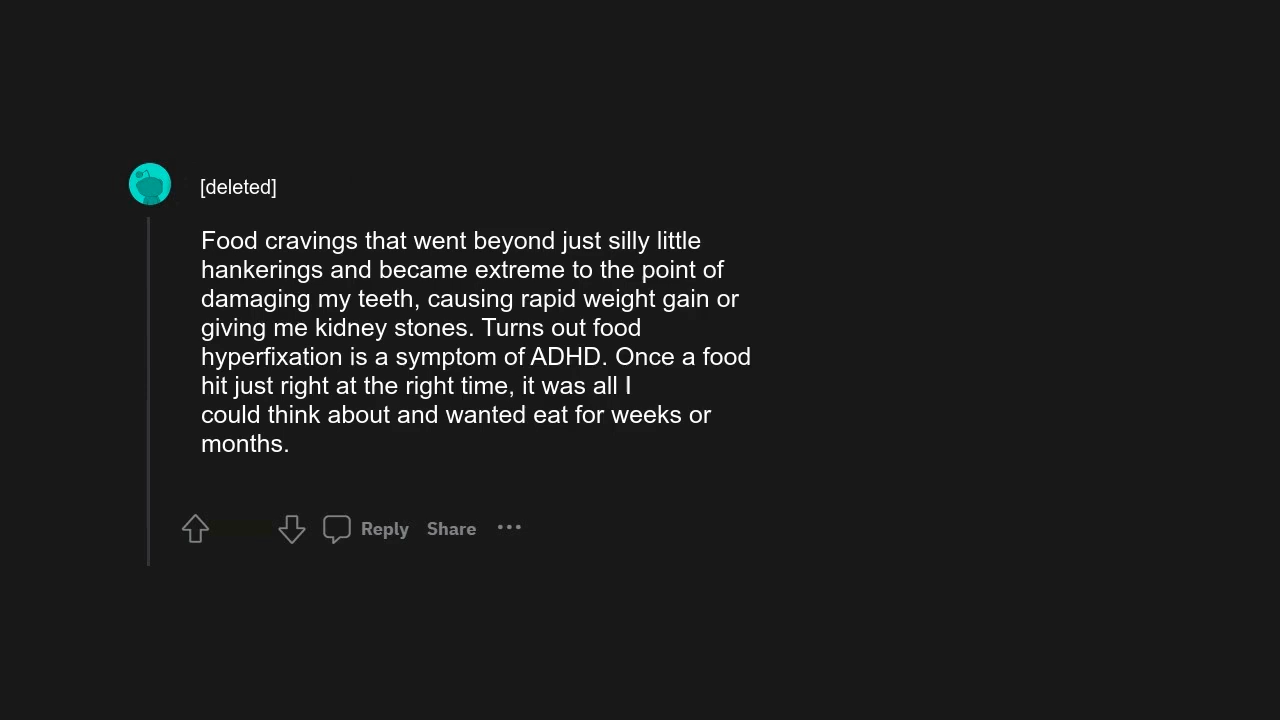 [deleted]
Food cravings that went beyond just silly little
hankerings and became extreme to the point of
damaging my teeth, causing rapid weight gain or
giving me kidney stones. Turns out food
hyperfixation is a symptom of ADHD. Once a food
hit just right at the right time, it was all I
could think about and wanted eat for weeks or
months.
Reply Share